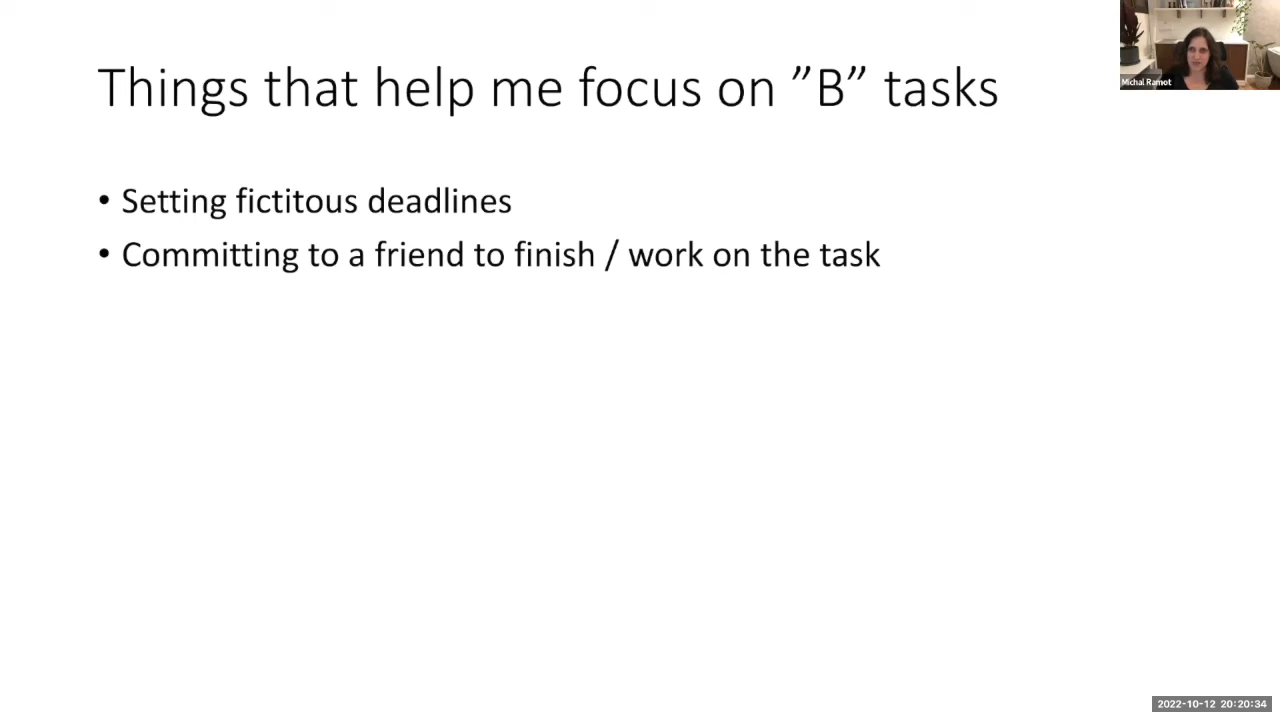 Things that help me focus on ”B” tasks
• Setting fictitous deadlines
• Committing to a friend to finish / work on the task
Michal Ramot
2022-10-12 20:20:34